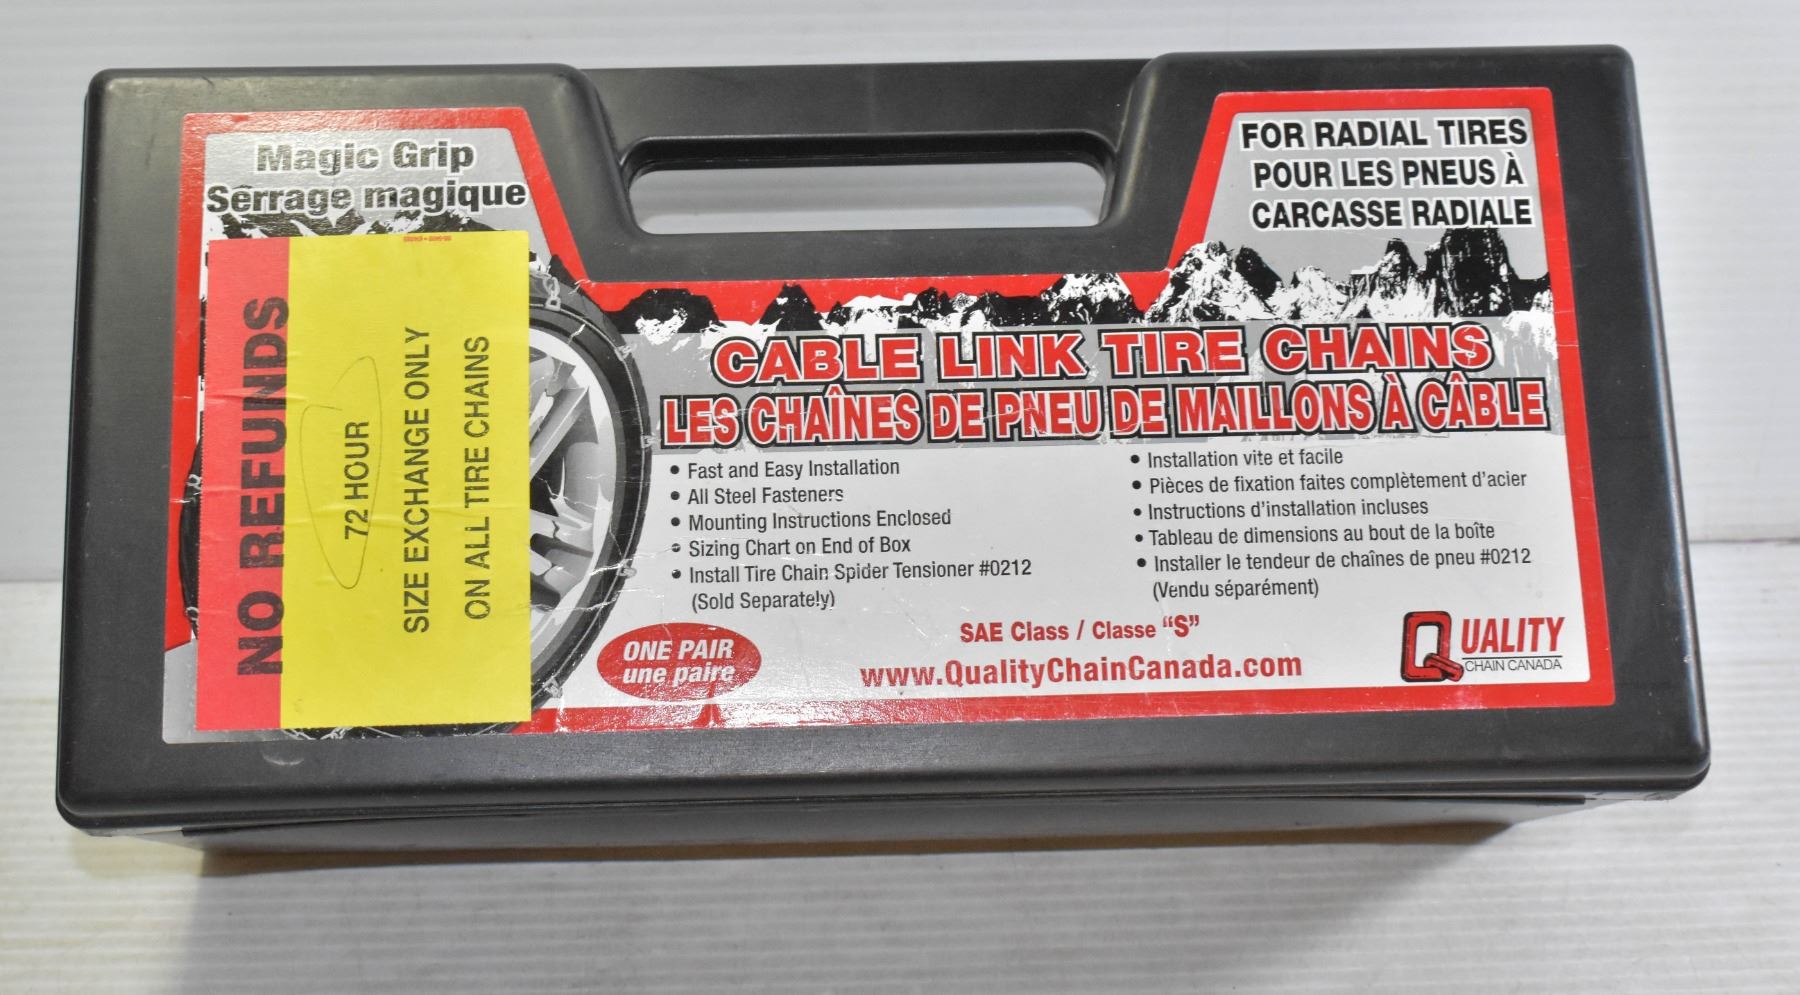 Magic Grip
Serrage magique
NO REFUNDS
72 HOUR
SIZE EXCHANGE ONLY
ON ALL TIRE CHAINS
FOR RADIAL TIRES
POUR LES PNEUS À
CARCASSE RADIALE
CABLE LINK TIRE CHAINS
LES CHAÎNES DE PNEU DE MAILLONS À CÂBLE
• Fast and Easy Installation
• All Steel Fasteners
• Mounting Instructions Enclosed
• Sizing Chart on End of Box
• Install Tire Chain Spider Tensioner #0212
(Sold Separately)
• Installation vite et facile
• Pièces de fixation faites complètement d'acier
• Instructions d'installation incluses
• Tableau de dimensions au bout de la boîte
• Installer le tendeur de chaînes de pneu #0212
(Vendu séparément)
ONE PAIR
une paire
SAE Class / Classe "S"
www.QualityChainCanada.com
QUALITY
CHAIN CANADA